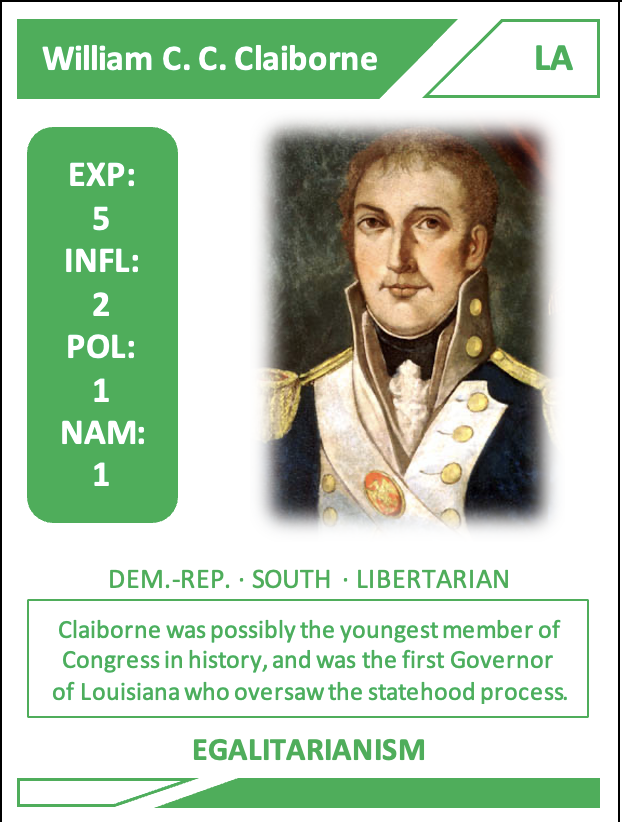 William C. C. Claiborne
LA
EXP:
5
INFL:
2
POL:
1
NAM:
1
DEM.-REP. · SOUTH · LIBERTARIAN
Claiborne was possibly the youngest member of
Congress in history, and was the first Governor
of Louisiana who oversaw the statehood process.
EGALITARIANISM